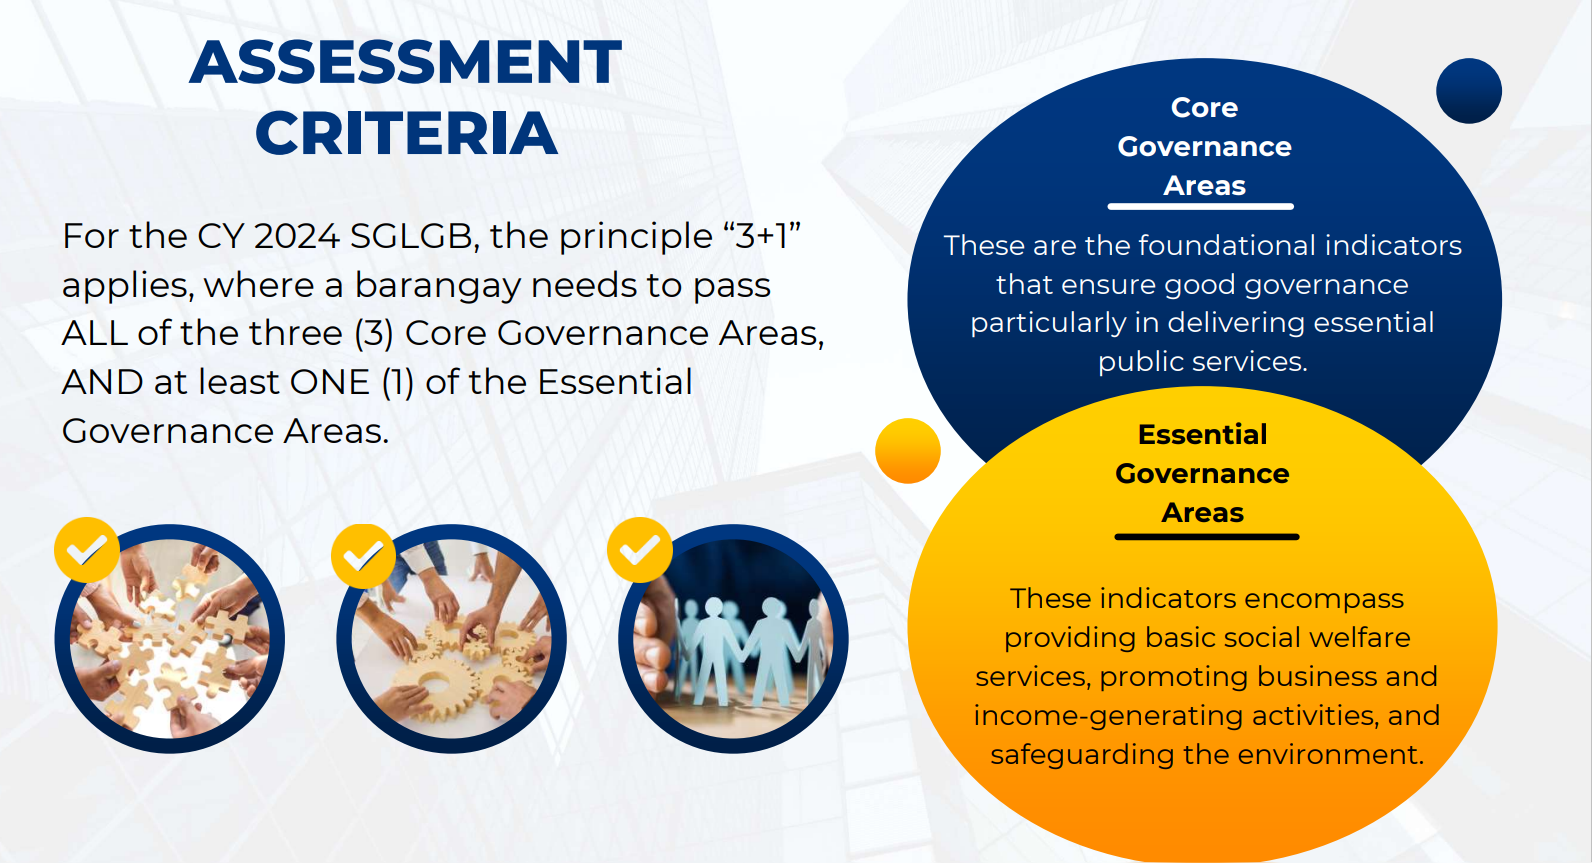 ASSESSMENT
CRITERIA
For the CY 2024 SGLGB, the principle “3+1”
applies, where a barangay needs to pass
ALL of the three (3) Core Governance Areas,
AND at least ONE (1) of the Essential
Governance Areas.
Core
Governance
Areas
These are the foundational indicators
that ensure good governance
particularly in delivering essential
public services.
Essential
Governance
Areas
These indicators encompass
providing basic social welfare
services, promoting business and
income-generating activities, and
safeguarding the environment.